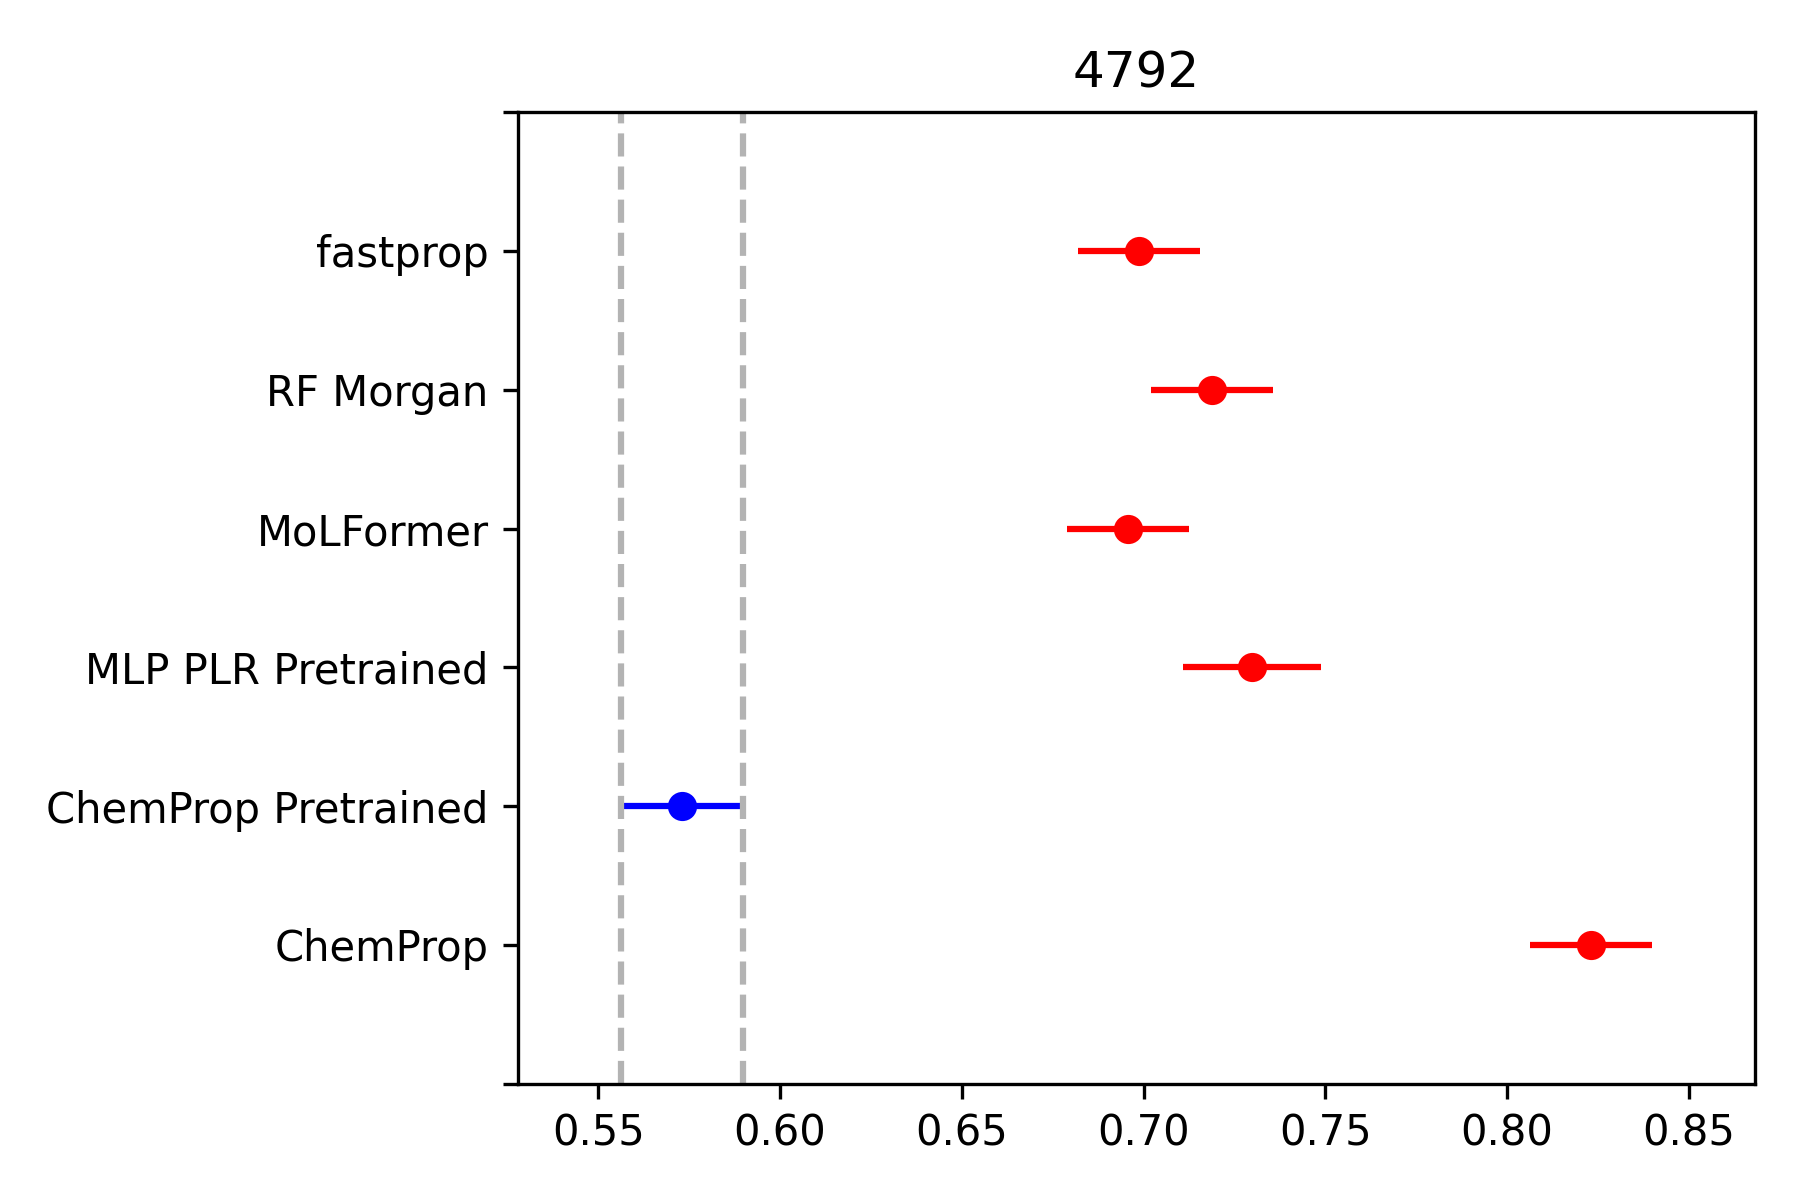 4792
fastprop
RF Morgan
MoLFormer
MLP PLR Pretrained
ChemProp Pretrained
ChemProp
0.55 0.60 0.65 0.70 0.75 0.80 0.85